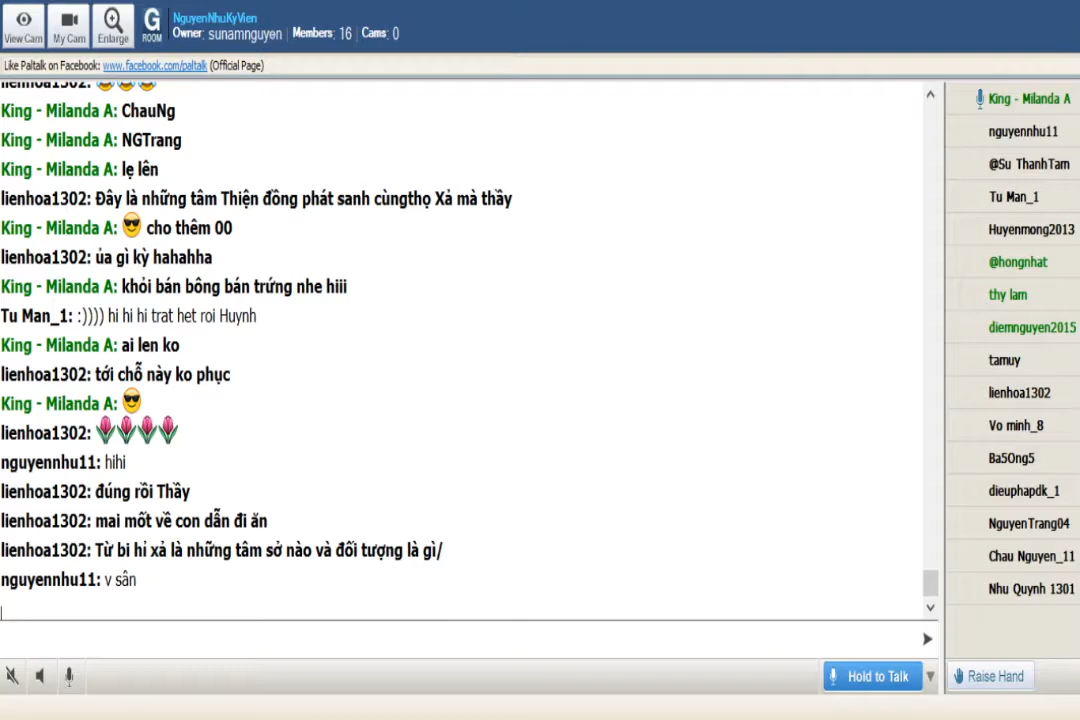 NguyenNhuKyVien
View Cam My Cam Enlarge G ROOM Owner: sunamnguyen Members: 16 Cams: 0
Like Paltalk on Facebook: www.facebook.com/paltalk (Official Page)
lienhoa1302:
King - Milanda A: ChauNg
King - Milanda A: NGTrang
King - Milanda A: lẹ lên
lienhoa1302: Đây là những tâm Thiện đồng phát sanh cùngthọ Xả mà thầy
King - Milanda A: cho thêm 00
lienhoa1302: ủa gì kỳ hahahha
King - Milanda A: khỏi bán bông bán trứng nhe hiii
Tu Man_1: :)))) hi hi hi trat het roi Huynh
King - Milanda A: ai len ko
lienhoa1302: tới chỗ này ko phục
King - Milanda A:
lienhoa1302:
nguyennhu11: hihi
lienhoa1302: đúng rồi Thầy
lienhoa1302: mai mốt về con dẫn đi ăn
lienhoa1302: Từ bi hỉ xả là những tâm sở nào và đối tượng là gì/
nguyennhu11: v sân
King - Milanda A
nguyennhu11
@Su ThanhTam
Tu Man_1
Huyenmong2013
@hongnhat
thy lam
diemnguyen2015
tamuy
lienhoa1302
Vo minh_8
Ba5Ong5
dieuphapdk_1
NguyenTrang04
Chau Nguyen_11
Nhu Quynh 1301
Hold to Talk Raise Hand